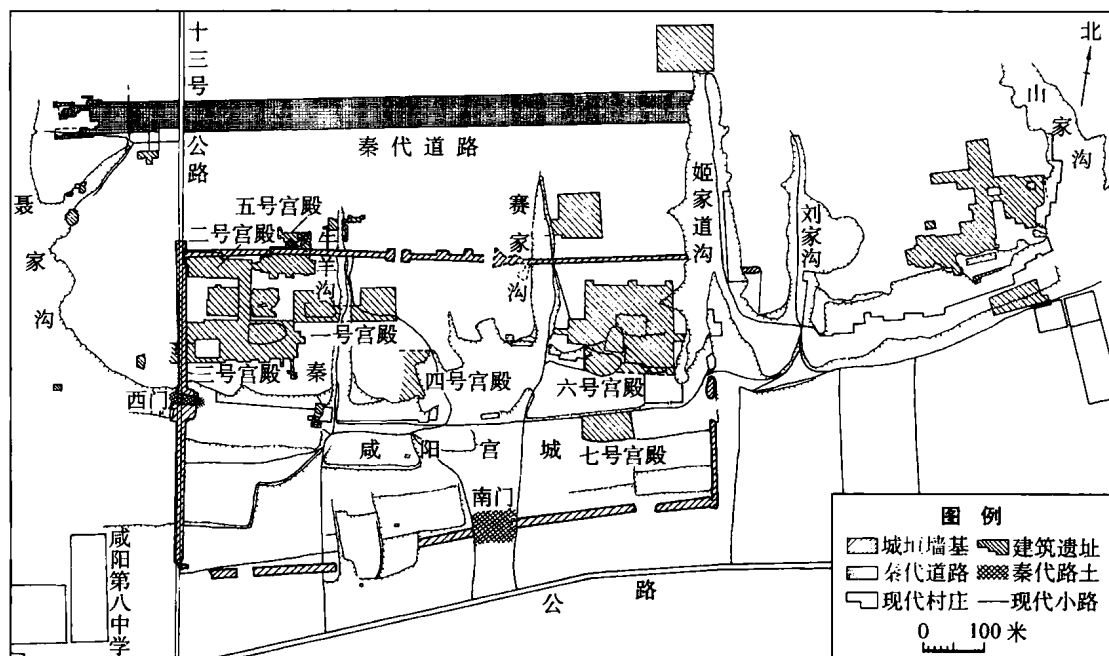 北
十三号公路
秦代道路
山家沟
聂家沟
姬家道沟
刘家沟
赛家沟
五号宫殿
二号宫殿
牛羊沟
一号宫殿
三号宫殿
四号宫殿
六号宫殿
七号宫殿
秦咸阳宫城
西门
南门
咸阳第八中学
公路
图例
城垣墙基
建筑遗址
秦代道路
秦代路土
现代村庄
现代小路
0 100米